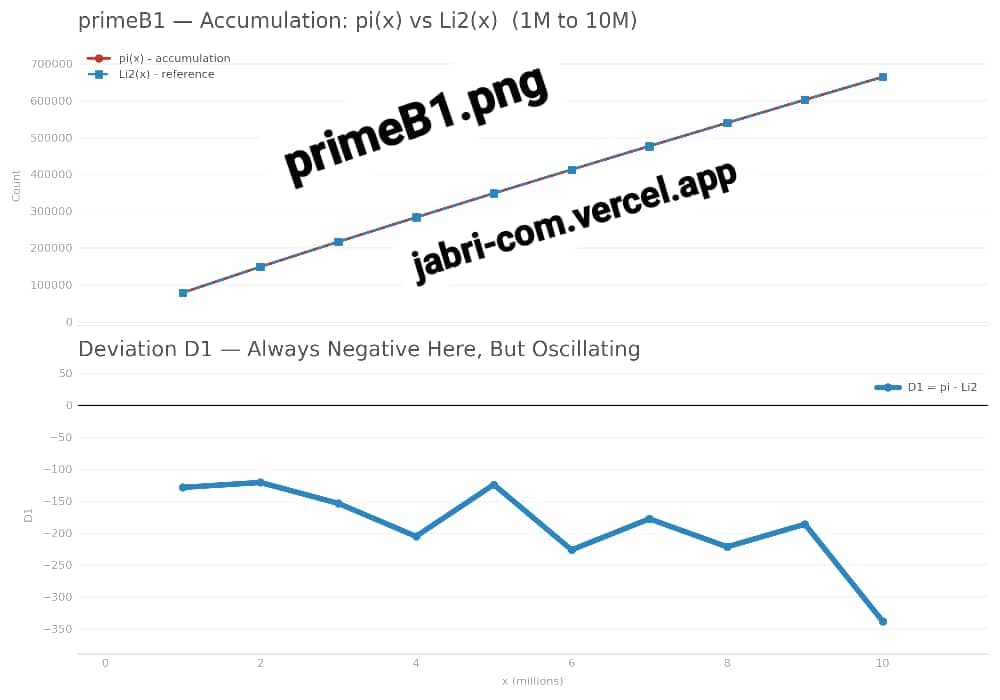 primeB1 — Accumulation: pi(x) vs Li2(x)  (1M to 10M)
pi(x) - accumulation
Li2(x) - reference
700000
600000
500000
400000
300000
200000
100000
0
Count
primeB1.png
jabri-com.vercel.app
Deviation D1 — Always Negative Here, But Oscillating
D1 = pi - Li2
50
0
−50
−100
−150
−200
−250
−300
−350
D1
0 2 4 6 8 10
x (millions)